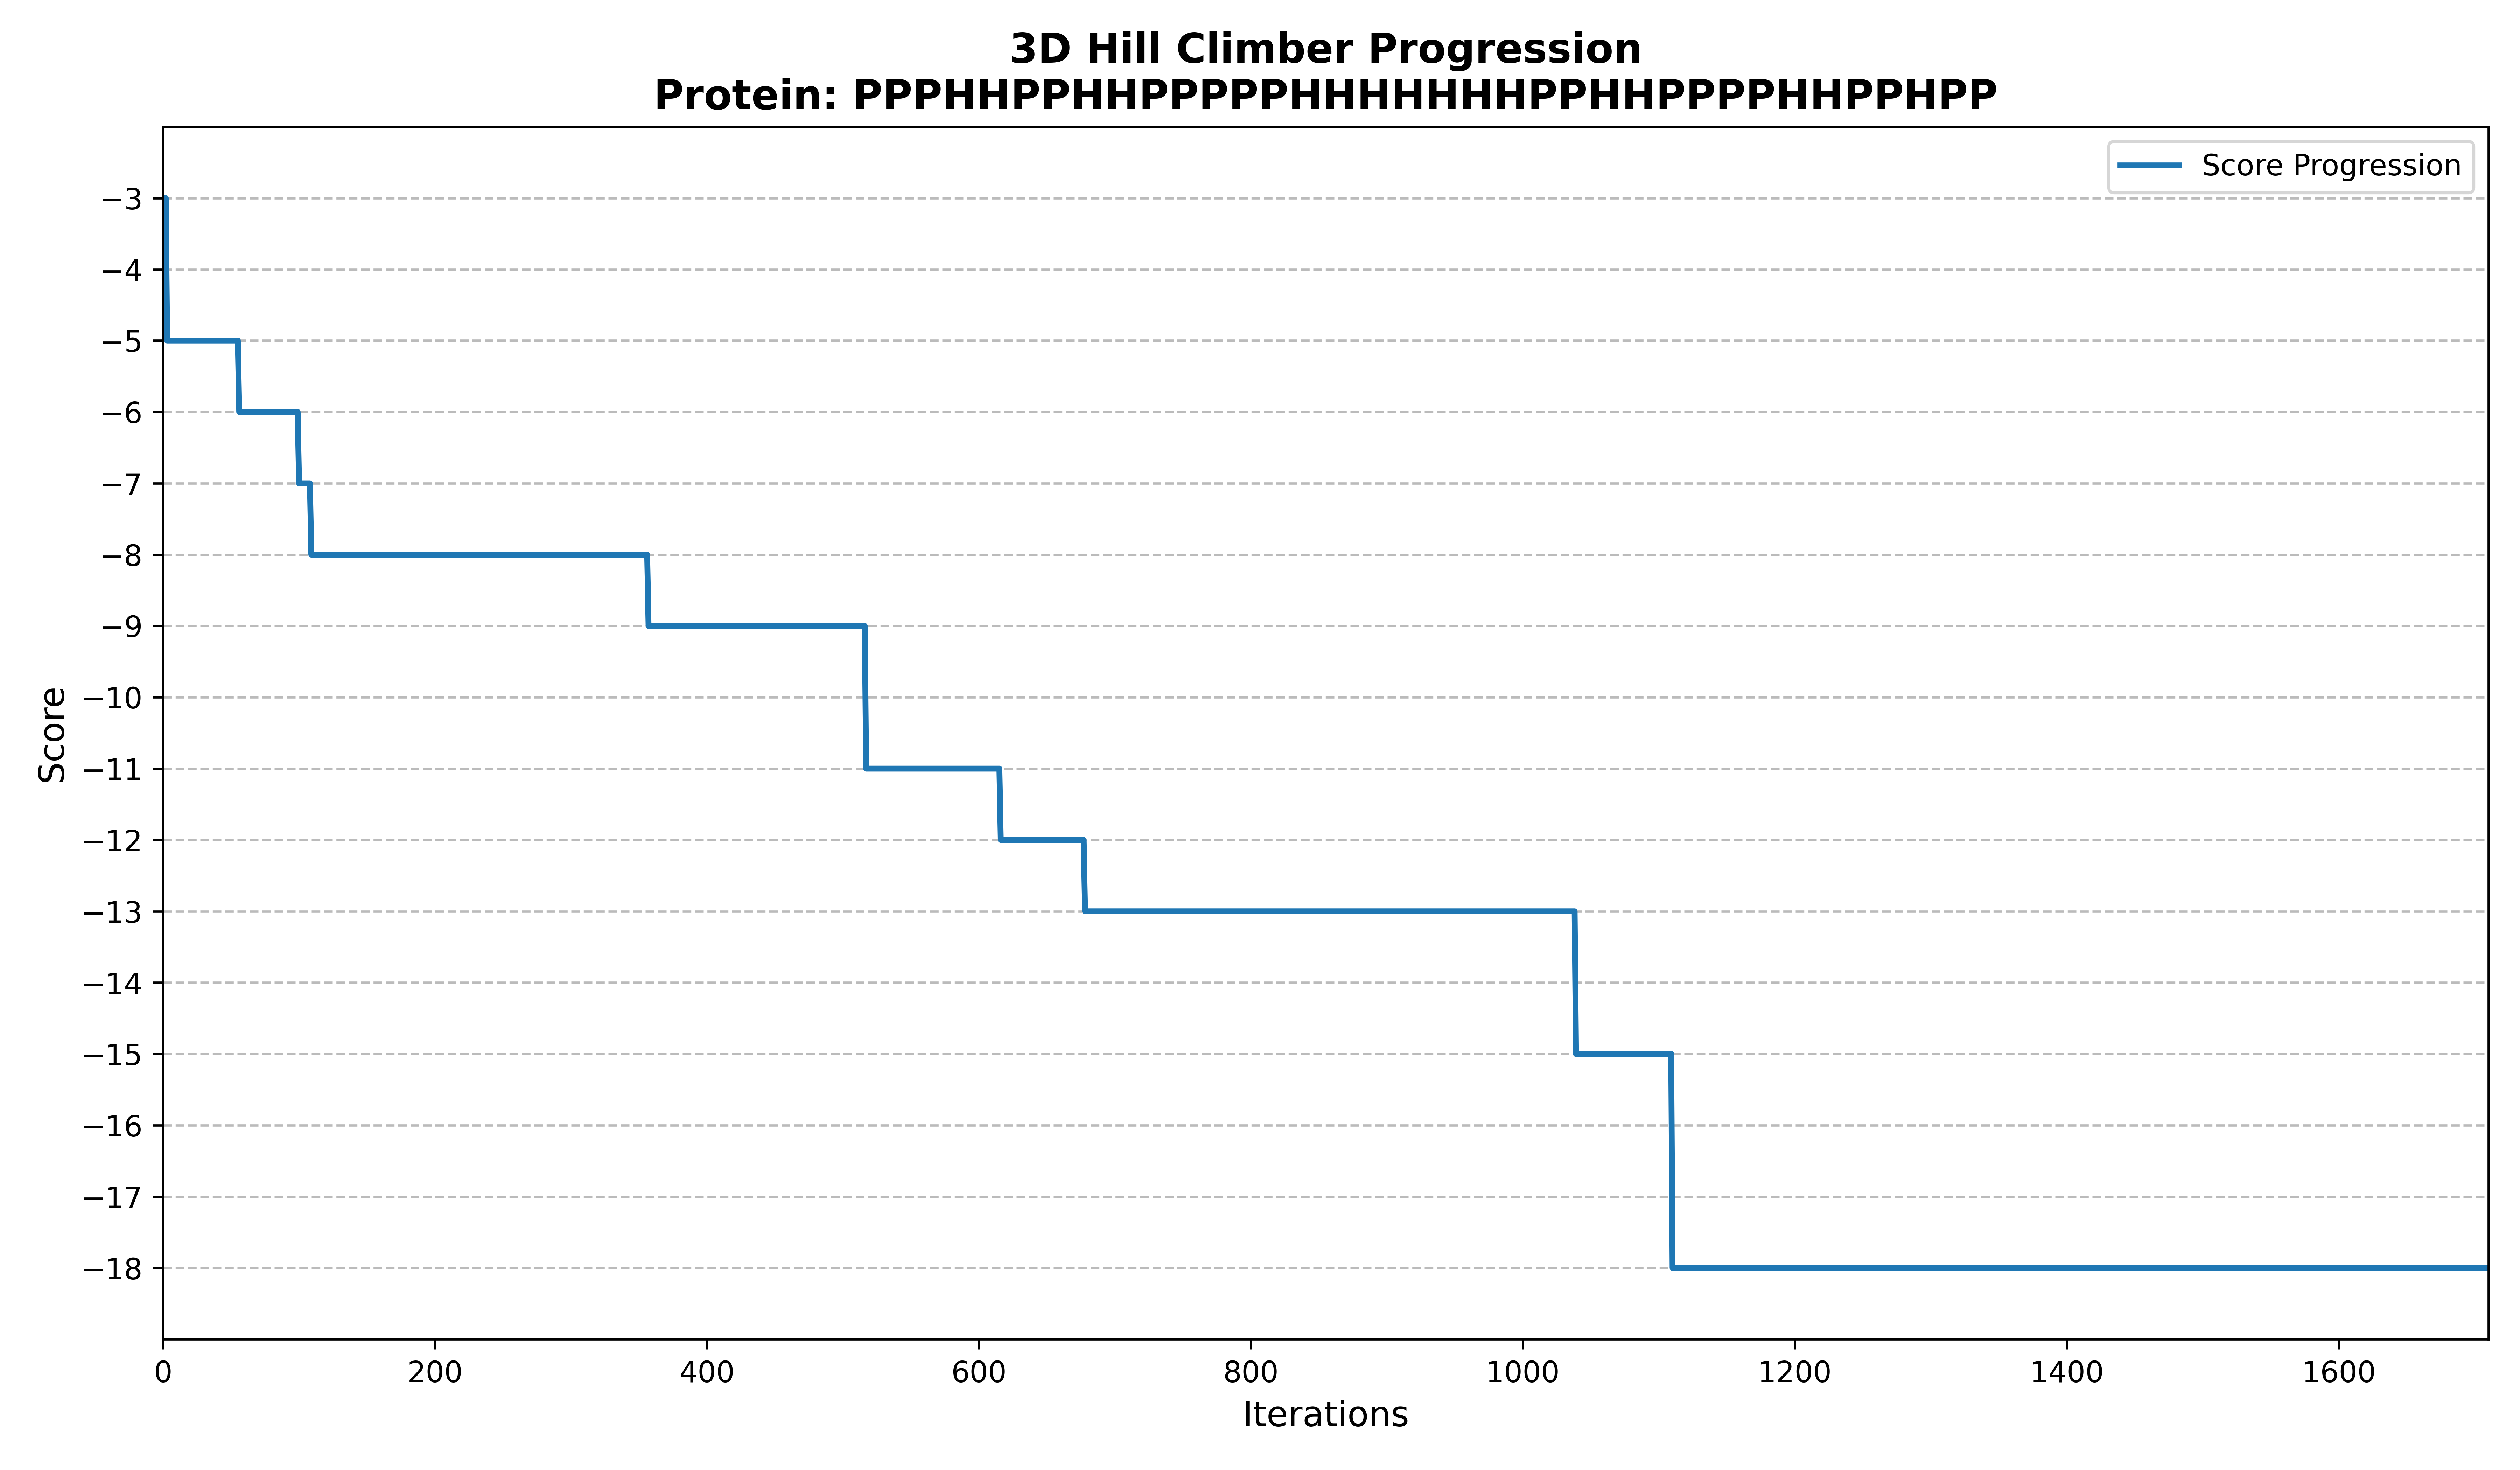 3D Hill Climber Progression
Protein: PPPHHPPHHPPPPPHHHHHHHPPHHPPPPHHPPHPP
Score Progression
−3
−4
−5
−6
−7
−8
−9
−10
−11
−12
−13
−14
−15
−16
−17
−18
Score
0 200 400 600 800 1000 1200 1400 1600
Iterations